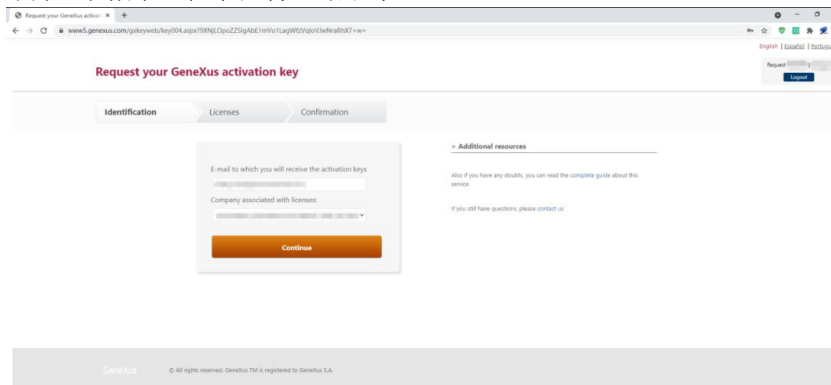 Request your GeneXus activat
www5.genexus.com/gxkeyweb/key004.aspx?9XNjLOpoZZSigAbE1mVo1LagWfzVqloVJwNraRhX7+w=
English | Español | Portugu
Request your GeneXus activation key
Request
Logout
Identification
Licenses
Confirmation
E-mail to which you will receive the activation keys
Company associated with licenses:
Continue
> Additional resources
Also if you have any doubts, you can read the complete guide about this
service
If you still have questions, please contact us
GeneXus
© All rights reserved. GeneXus TM is registered to GeneXus S.A.